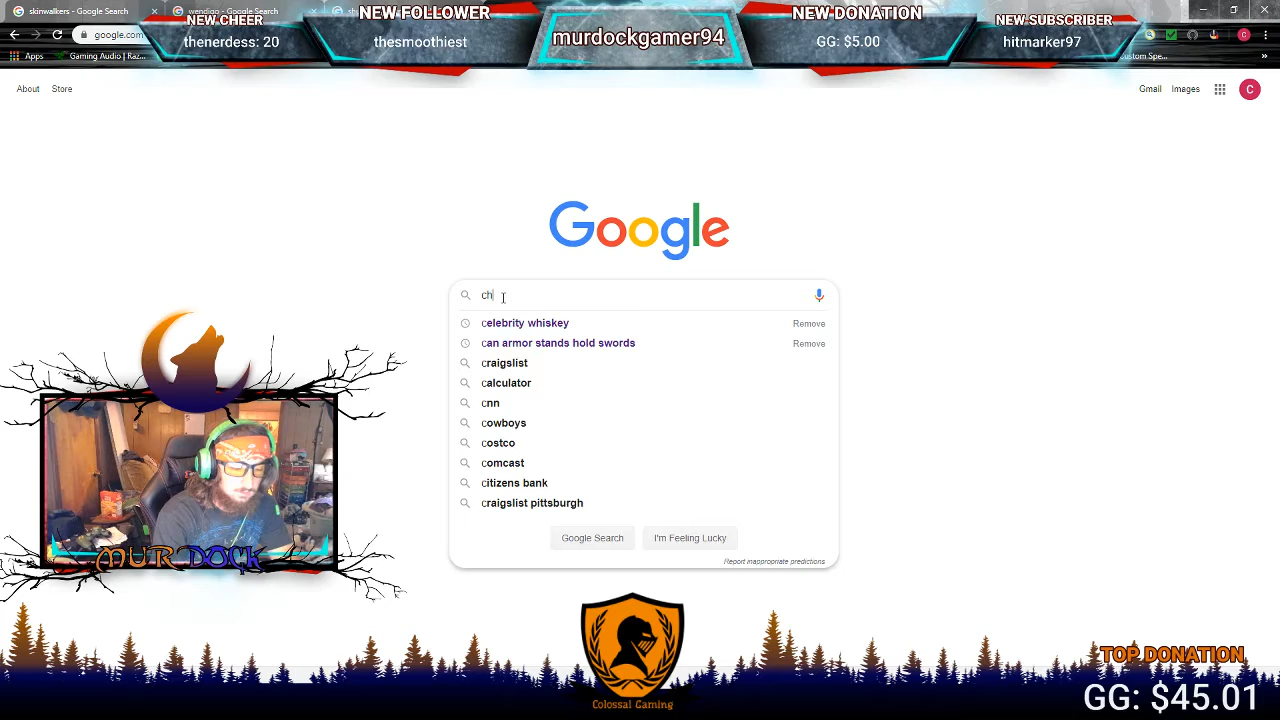 skinwalkers - Google Search
wendigo - Google Search
NEW CHEER
thenerdess: 20
NEW FOLLOWER
thesmoothiest
murdockgamer94
NEW DONATION
GG: $5.00
NEW SUBSCRIBER
hitmarker97
google.com
Apps
Gaming Audio | Raz...
ustom Spe...
About
Store
Gmail
Images
C
Google
ch
celebrity whiskey
Remove
can armor stands hold swords
Remove
craigslist
calculator
cnn
cowboys
costco
comcast
citizens bank
craigslist pittsburgh
Google Search
I'm Feeling Lucky
Report inappropriate predictions
MURDOCK
Colossal Gaming
TOP DONATION
GG: $45.01